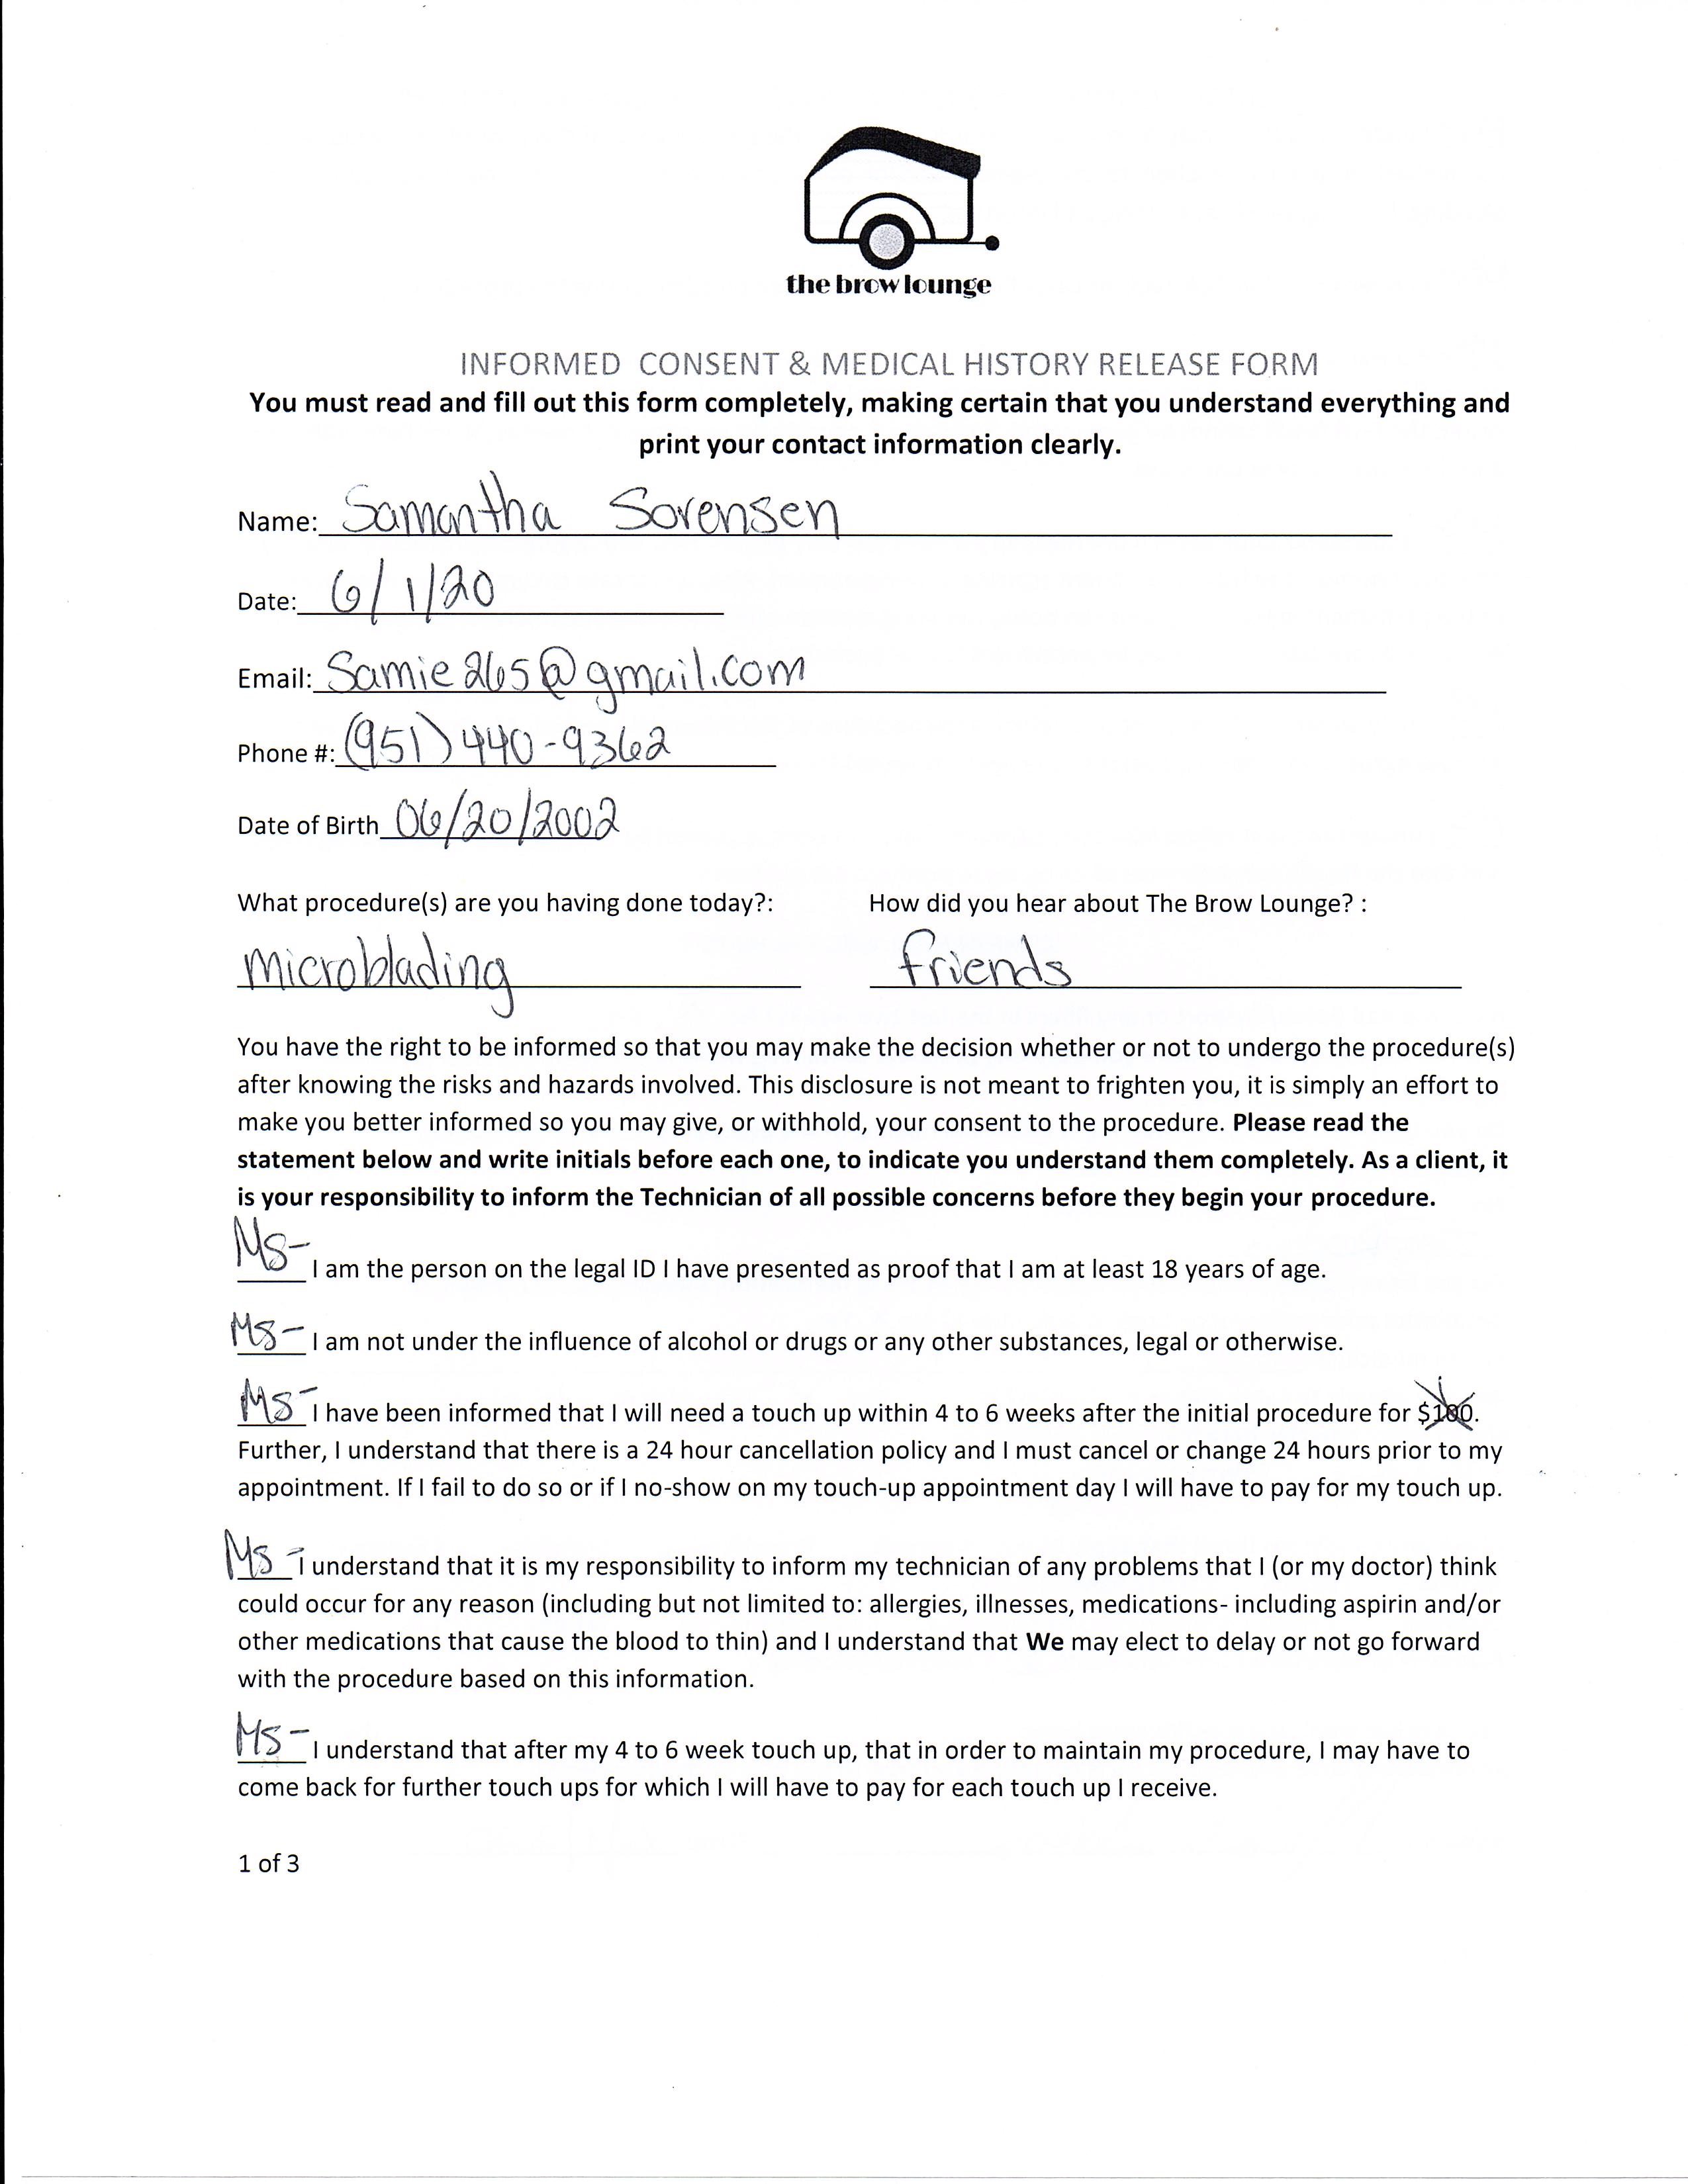 the brow lounge
INFORMED CONSENT & MEDICAL HISTORY RELEASE FORM
You must read and fill out this form completely, making certain that you understand everything and
print your contact information clearly.
Name: Samantha Sorensen
Date: 6/1/20
Email: Samie265@gmail.com
Phone #: (951) 440-9362
Date of Birth 06/20/2002
What procedure(s) are you having done today?: How did you hear about The Brow Lounge? :
microblading friends
You have the right to be informed so that you may make the decision whether or not to undergo the procedure(s)
after knowing the risks and hazards involved. This disclosure is not meant to frighten you, it is simply an effort to
make you better informed so you may give, or withhold, your consent to the procedure. Please read the
statement below and write initials before each one, to indicate you understand them completely. As a client, it
is your responsibility to inform the Technician of all possible concerns before they begin your procedure.
MS- I am the person on the legal ID I have presented as proof that I am at least 18 years of age.
MS- I am not under the influence of alcohol or drugs or any other substances, legal or otherwise.
MS- I have been informed that I will need a touch up within 4 to 6 weeks after the initial procedure for $100.
Further, I understand that there is a 24 hour cancellation policy and I must cancel or change 24 hours prior to my
appointment. If I fail to do so or if I no-show on my touch-up appointment day I will have to pay for my touch up.
MS- I understand that it is my responsibility to inform my technician of any problems that I (or my doctor) think
could occur for any reason (including but not limited to: allergies, illnesses, medications- including aspirin and/or
other medications that cause the blood to thin) and I understand that We may elect to delay or not go forward
with the procedure based on this information.
MS- I understand that after my 4 to 6 week touch up, that in order to maintain my procedure, I may have to
come back for further touch ups for which I will have to pay for each touch up I receive.
1 of 3